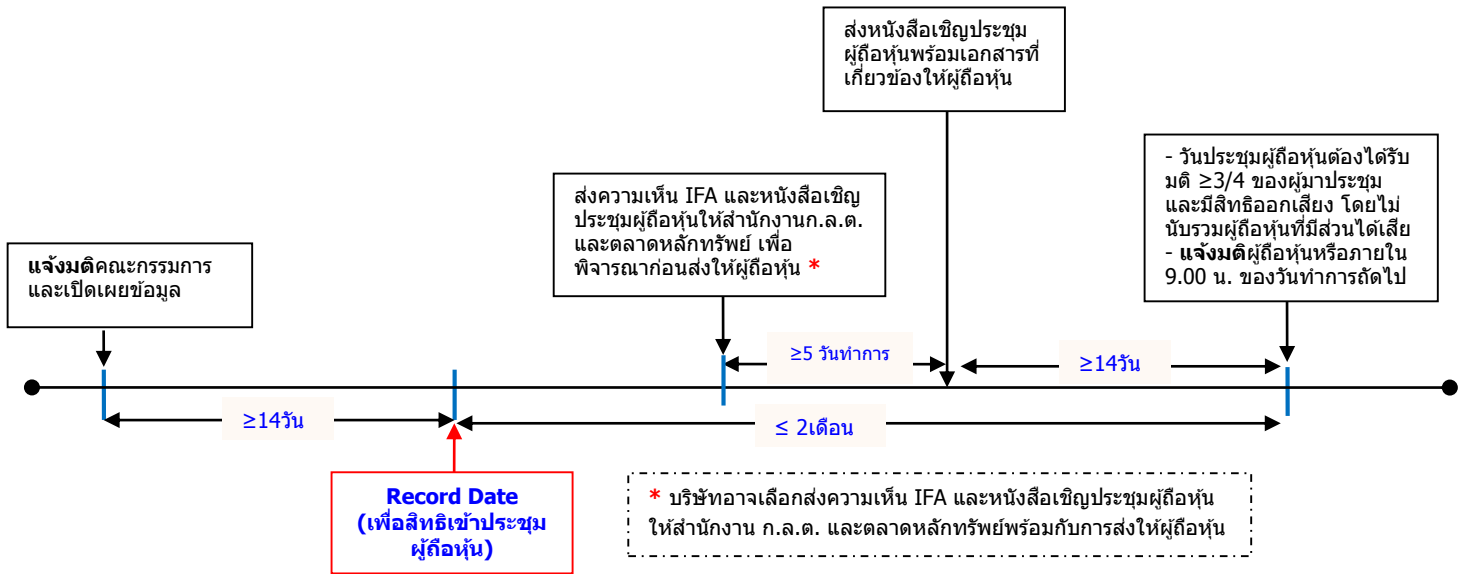 ส่งหนังสือเชิญประชุม
ผู้ถือหุ้นพร้อมเอกสารที่
เกี่ยวข้องให้ผู้ถือหุ้น
- วันประชุมผู้ถือหุ้นต้องได้รับ
มติ ≥3/4 ของผู้มาประชุม
และมีสิทธิออกเสียง โดยไม่
นับรวมผู้ถือหุ้นที่มีส่วนได้เสีย
- แจ้งมติผู้ถือหุ้นหรือภายใน
9.00 น. ของวันทำการถัดไป
ส่งความเห็น IFA และหนังสือเชิญ
ประชุมผู้ถือหุ้นให้สำนักงานก.ล.ต.
และตลาดหลักทรัพย์ เพื่อ
พิจารณาก่อนส่งให้ผู้ถือหุ้น *
แจ้งมติคณะกรรมการ
และเปิดเผยข้อมูล
≥5 วันทำการ
≥14วัน
≥14วัน
≤ 2เดือน
Record Date
(เพื่อสิทธิเข้าประชุม
ผู้ถือหุ้น)
* บริษัทอาจเลือกส่งความเห็น IFA และหนังสือเชิญประชุมผู้ถือหุ้น
ให้สำนักงาน ก.ล.ต. และตลาดหลักทรัพย์พร้อมกับการส่งให้ผู้ถือหุ้น